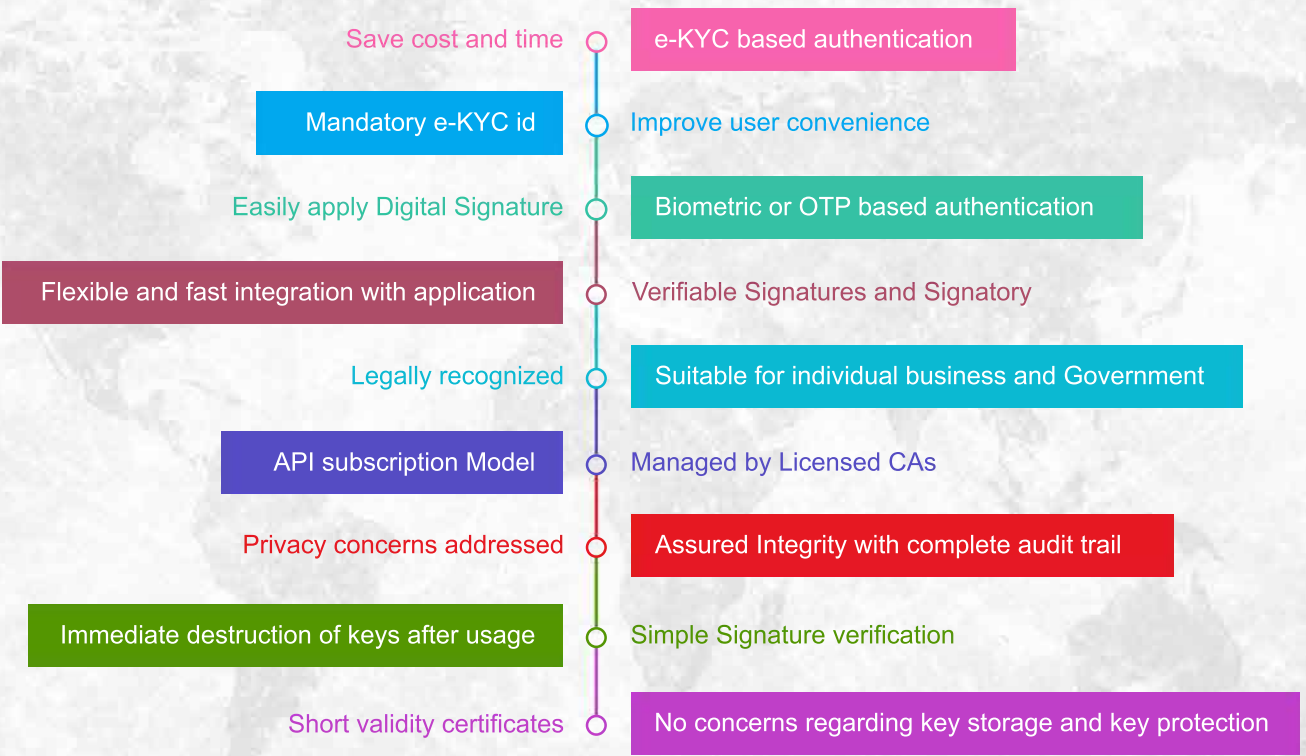 Save cost and time
e-KYC based authentication
Mandatory e-KYC id
Improve user convenience
Easily apply Digital Signature
Biometric or OTP based authentication
Flexible and fast integration with application
Verifiable Signatures and Signatory
Legally recognized
Suitable for individual business and Government
API subscription Model
Managed by Licensed CAs
Privacy concerns addressed
Assured Integrity with complete audit trail
Immediate destruction of keys after usage
Simple Signature verification
Short validity certificates
No concerns regarding key storage and key protection